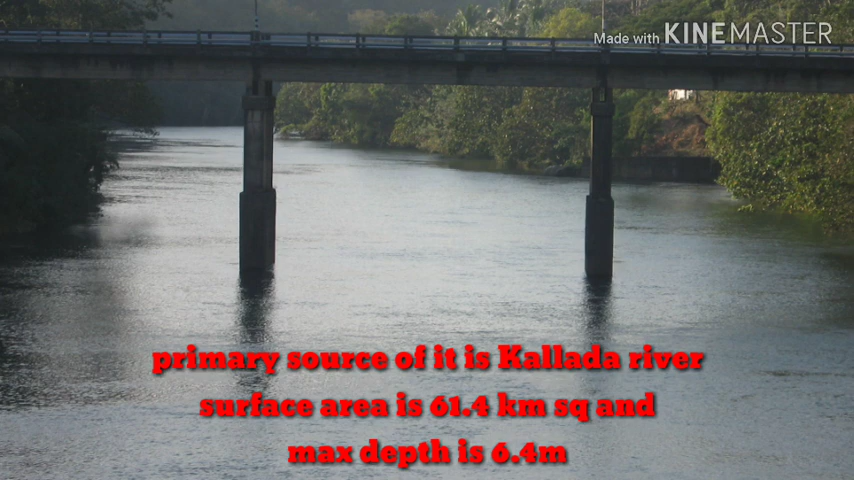 Made with KINEMASTER
primary source of it is Kallada river
surface area is 61.4 km sq and
max depth is 6.4m